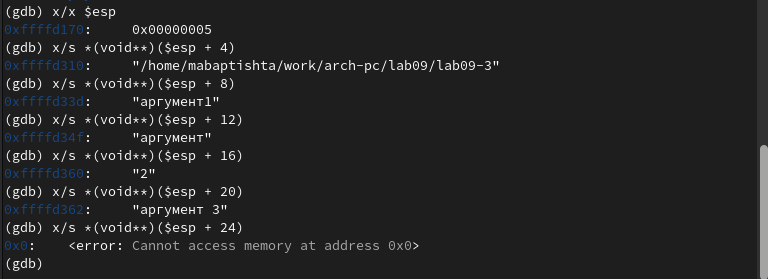 (gdb) x/x $esp
0xffffd170:     0x00000005
(gdb) x/s *(void**)($esp + 4)
0xffffd310:     "/home/mabaptishta/work/arch-pc/lab09/lab09-3"
(gdb) x/s *(void**)($esp + 8)
0xffffd33d:     "аргумент1"
(gdb) x/s *(void**)($esp + 12)
0xffffd34f:     "аргумент"
(gdb) x/s *(void**)($esp + 16)
0xffffd360:     "2"
(gdb) x/s *(void**)($esp + 20)
0xffffd362:     "аргумент 3"
(gdb) x/s *(void**)($esp + 24)
0x0:    <error: Cannot access memory at address 0x0>
(gdb)